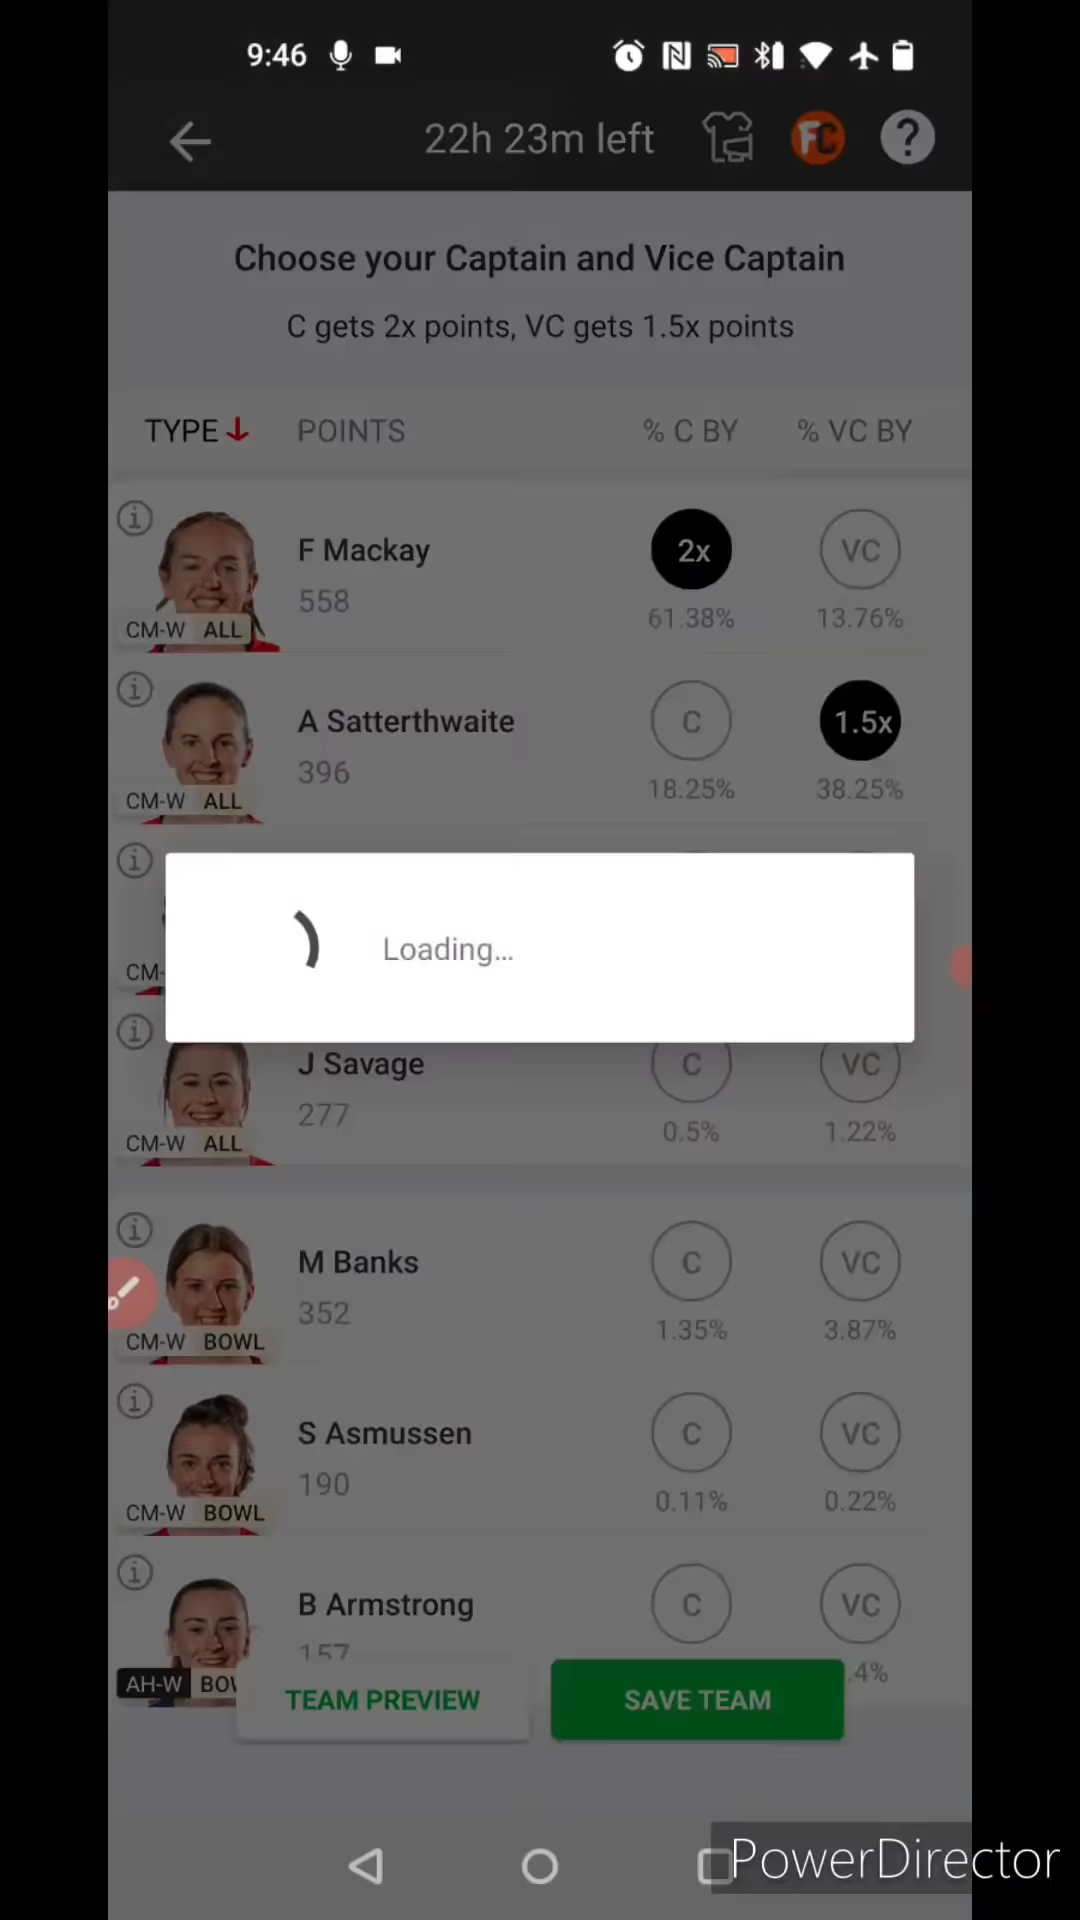 9:46
22h 23m left
FC
?
Choose your Captain and Vice Captain
C gets 2x points, VC gets 1.5x points
TYPE POINTS % C BY % VC BY
F Mackay 2x VC
558 61.38% 13.76%
CM-W ALL
A Satterthwaite C 1.5x
396 18.25% 38.25%
CM-W ALL
CM-
Loading...
J Savage C VC
277 0.5% 1.22%
CM-W ALL
M Banks C VC
352 1.35% 3.87%
CM-W BOWL
S Asmussen C VC
190 0.11% 0.22%
CM-W BOWL
B Armstrong C VC
157 .4%
AH-W
TEAM PREVIEW SAVE TEAM
PowerDirector